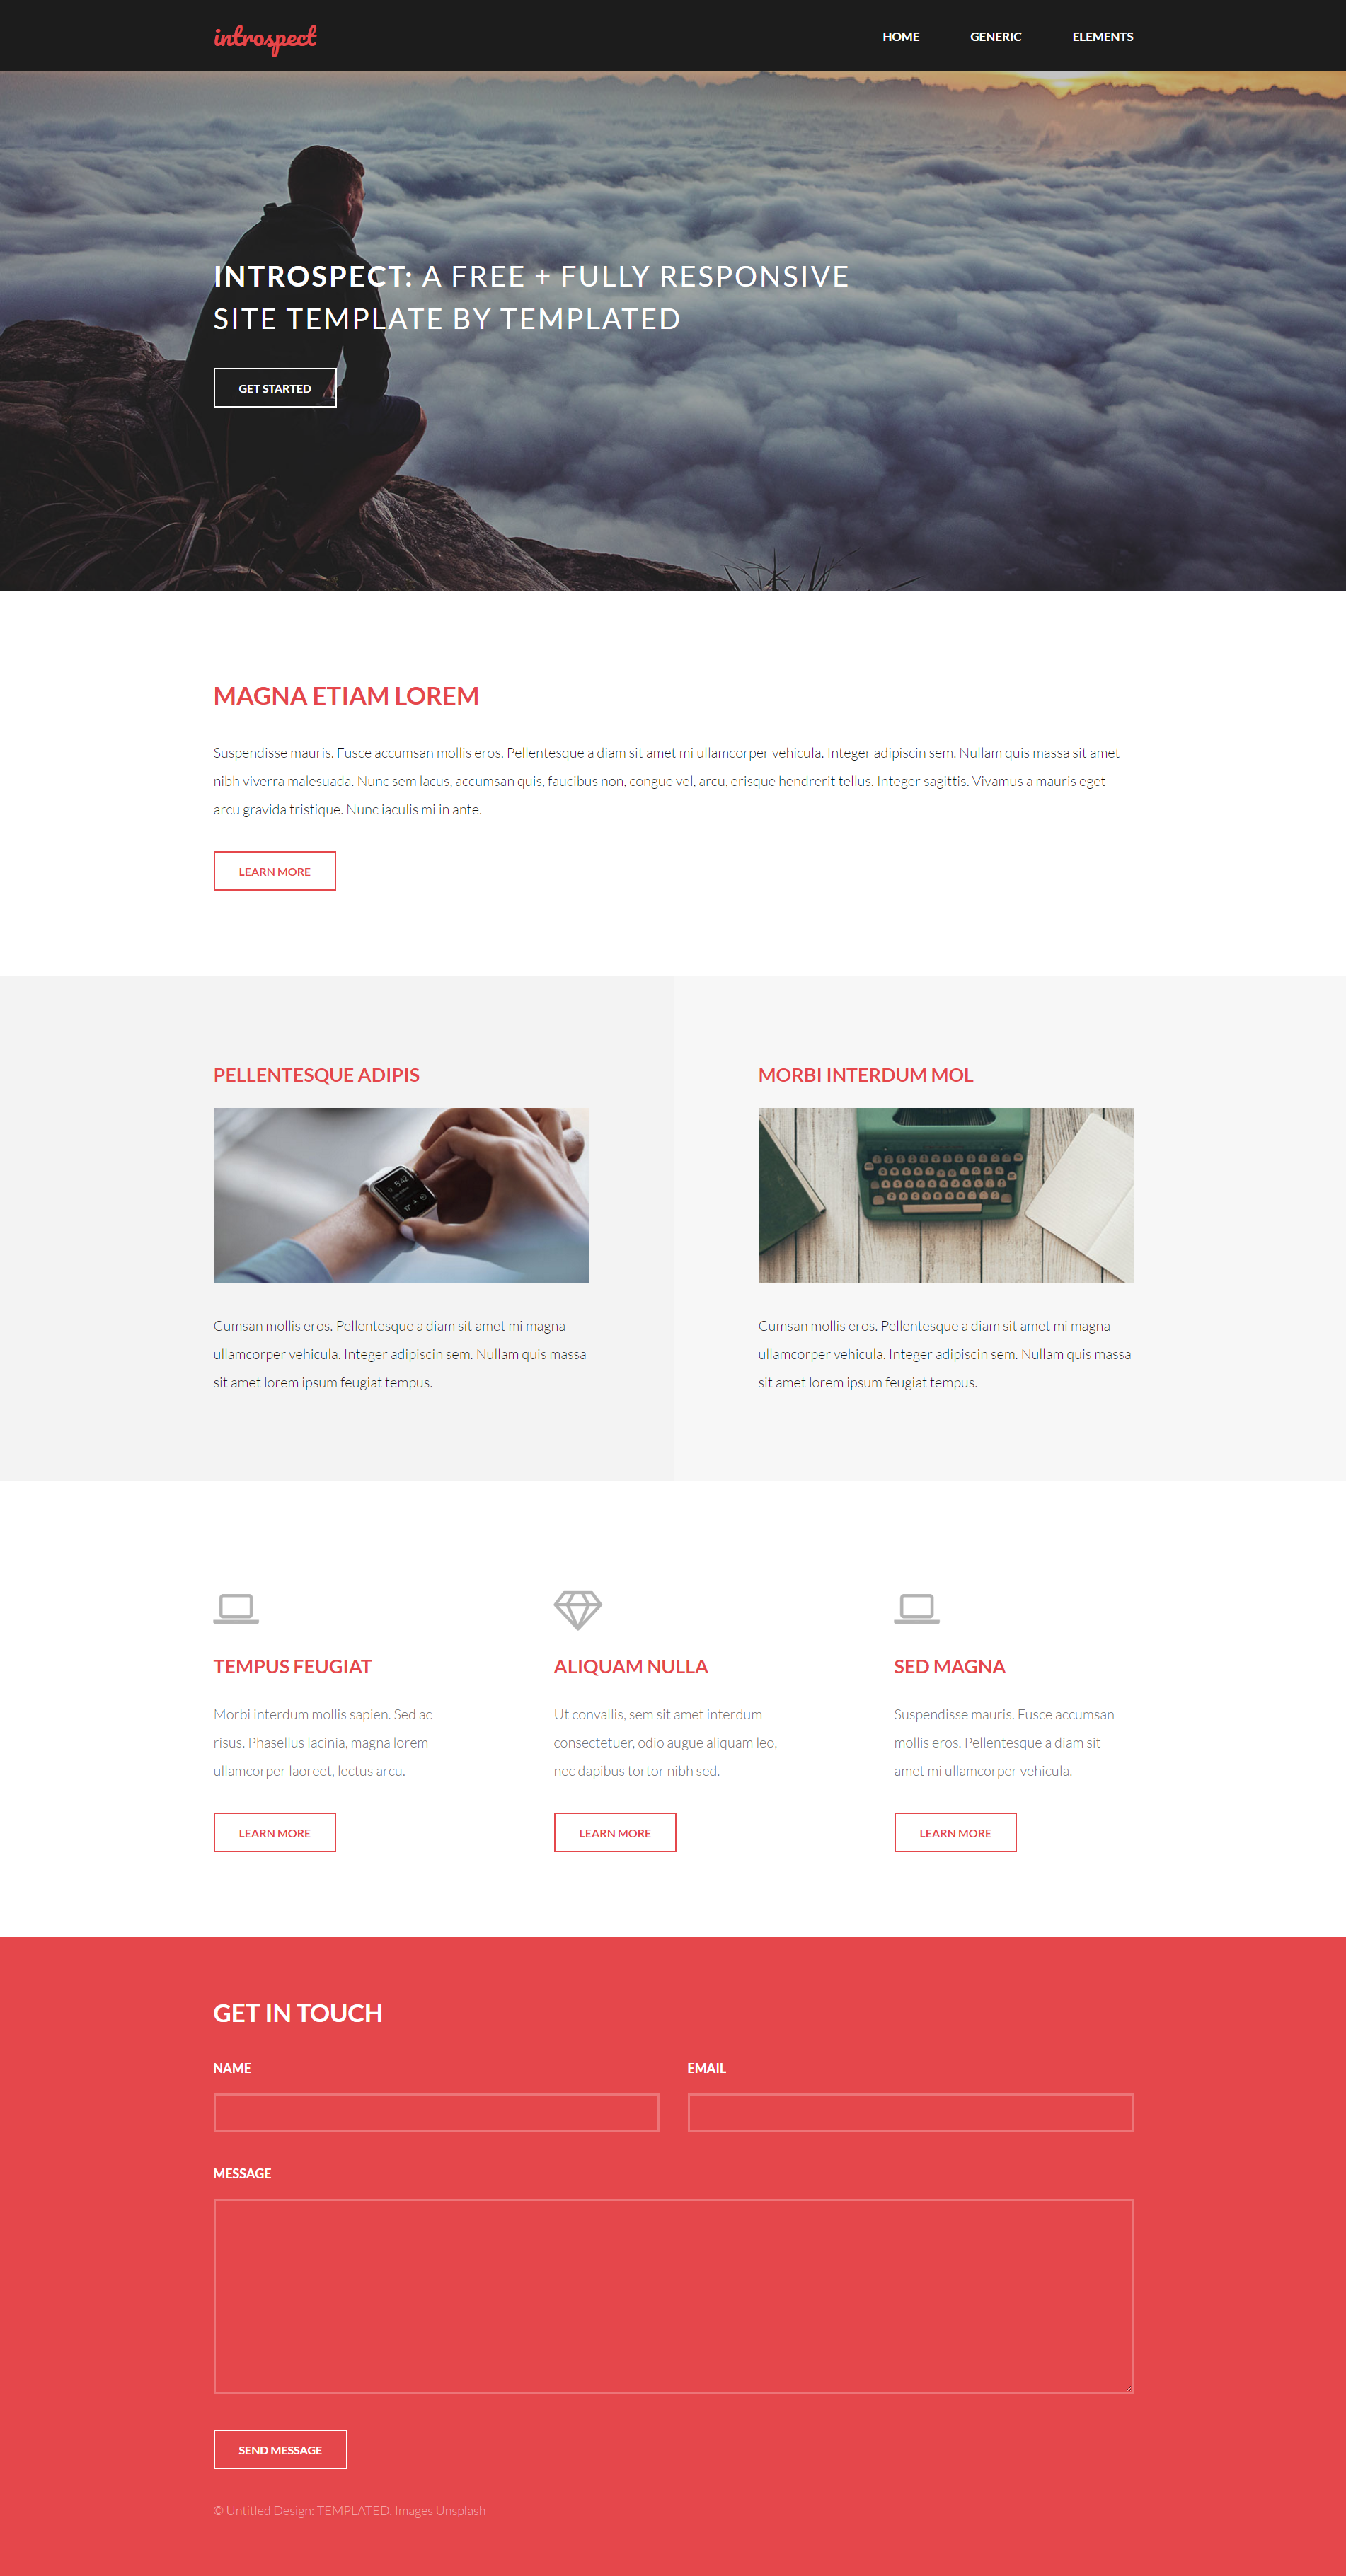 introspect
HOME GENERIC ELEMENTS
INTROSPECT: A FREE + FULLY RESPONSIVE
SITE TEMPLATE BY TEMPLATED
GET STARTED
MAGNA ETIAM LOREM
Suspendisse mauris. Fusce accumsan mollis eros. Pellentesque a diam sit amet mi ullamcorper vehicula. Integer adipiscin sem. Nullam quis massa sit amet
nibh viverra malesuada. Nunc sem lacus, accumsan quis, faucibus non, congue vel, arcu, erisque hendrerit tellus. Integer sagittis. Vivamus a mauris eget
arcu gravida tristique. Nunc iaculis mi in ante.
LEARN MORE
PELLENTESQUE ADIPIS
5:42
Cumsan mollis eros. Pellentesque a diam sit amet mi magna
ullamcorper vehicula. Integer adipiscin sem. Nullam quis massa
sit amet lorem ipsum feugiat tempus.
MORBI INTERDUM MOL
Cumsan mollis eros. Pellentesque a diam sit amet mi magna
ullamcorper vehicula. Integer adipiscin sem. Nullam quis massa
sit amet lorem ipsum feugiat tempus.
TEMPUS FEUGIAT
Morbi interdum mollis sapien. Sed ac
risus. Phasellus lacinia, magna lorem
ullamcorper laoreet, lectus arcu.
LEARN MORE
ALIQUAM NULLA
Ut convallis, sem sit amet interdum
consectetuer, odio augue aliquam leo,
nec dapibus tortor nibh sed.
LEARN MORE
SED MAGNA
Suspendisse mauris. Fusce accumsan
mollis eros. Pellentesque a diam sit
amet mi ullamcorper vehicula.
LEARN MORE
GET IN TOUCH
NAME
EMAIL
MESSAGE
SEND MESSAGE
© Untitled Design: TEMPLATED. Images Unsplash